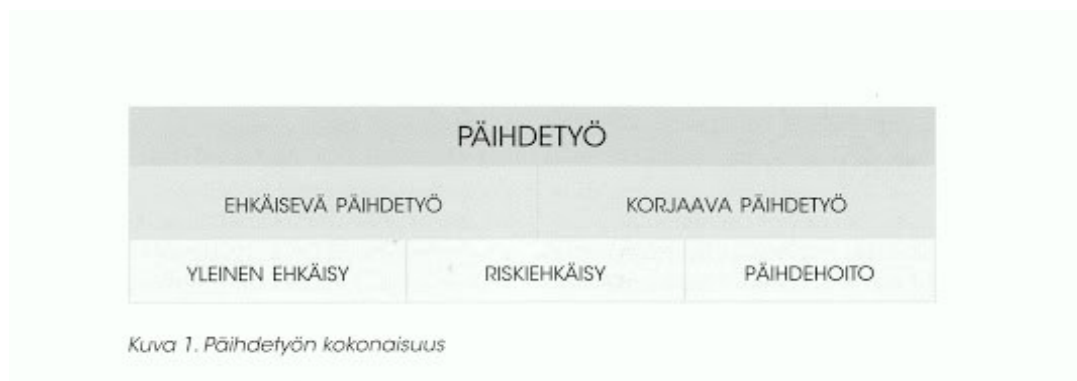 PÄIHDETYÖ
EHKÄISEVÄ PÄIHDETYÖ KORJAAVA PÄIHDETYÖ
YLEINEN EHKÄISY RISKIEHKÄISY PÄIHDEHOITO
Kuva 1. Päihdetyön kokonaisuus